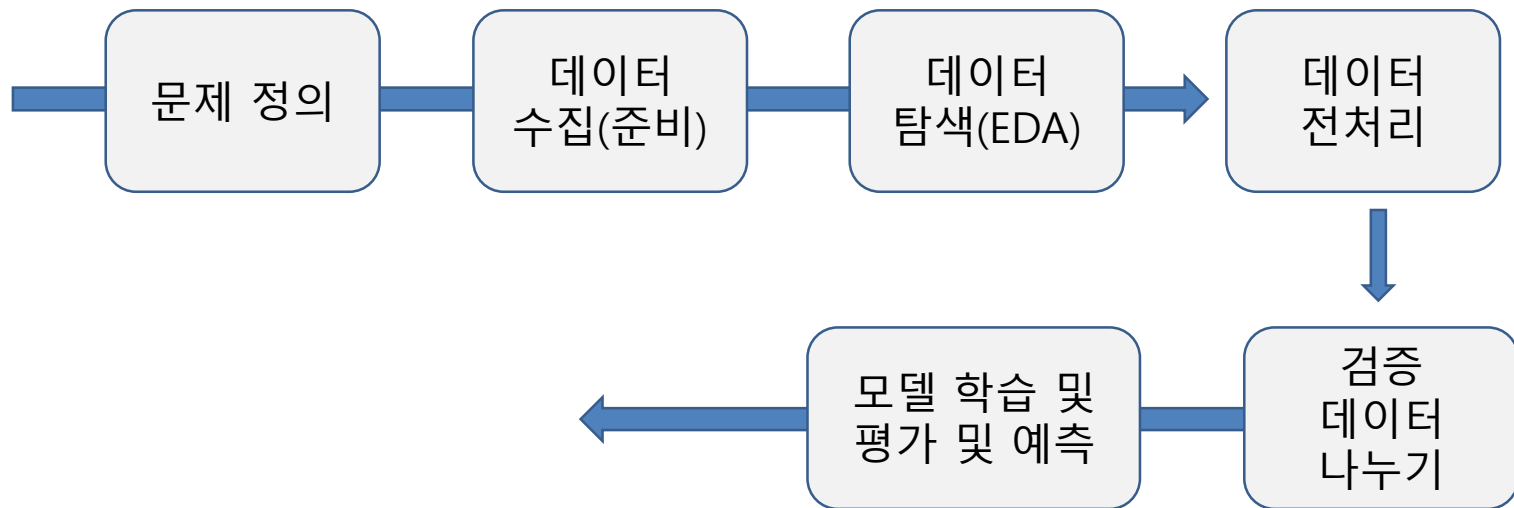 문제 정의
데이터
수집(준비)
데이터
탐색(EDA)
데이터
전처리
검증
데이터
나누기
모델 학습 및
평가 및 예측